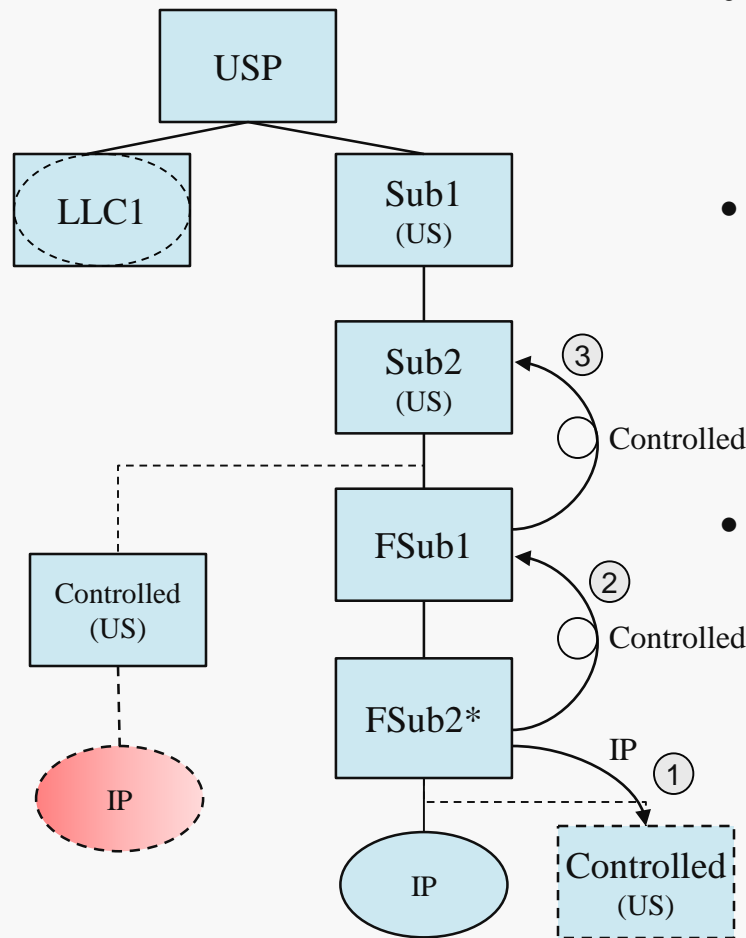 USP
LLC1
Sub1
(US)
Sub2
(US)
3
Controlled
FSub1
Controlled
(US)
2
Controlled
FSub2*
IP
1
IP
IP
Controlled
(US)